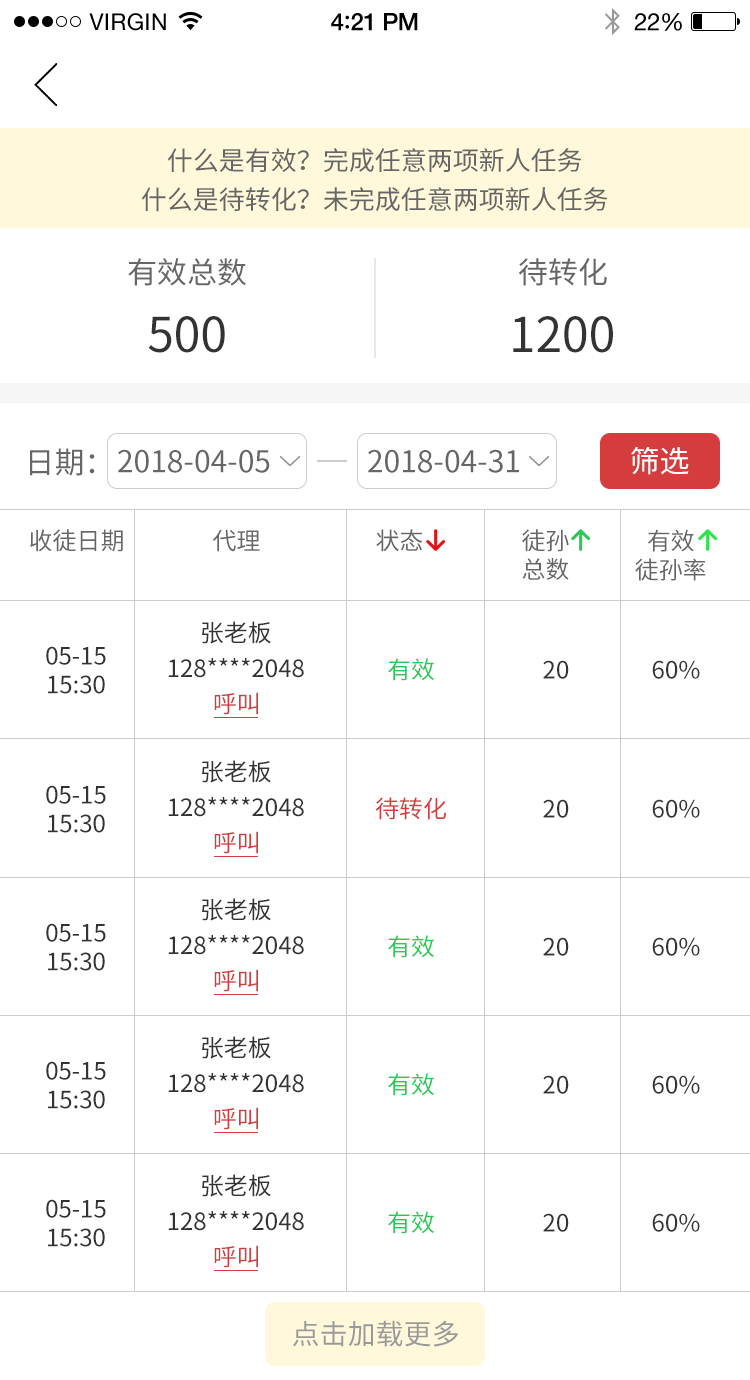 VIRGIN 4:21 PM 22%
什么是有效？完成任意两项新人任务
什么是待转化？未完成任意两项新人任务
有效总数 待转化
500 1200
日期： 2018-04-05 — 2018-04-31 筛选
收徒日期 代理 状态 徒孙 有效
总数 徒孙率
张老板
05-15
15:30
128****2048 有效 20 60%
呼叫
张老板
05-15
15:30
128****2048 待转化 20 60%
呼叫
张老板
05-15
15:30
128****2048 有效 20 60%
呼叫
张老板
05-15
15:30
128****2048 有效 20 60%
呼叫
张老板
05-15
15:30
128****2048 有效 20 60%
呼叫
点击加载更多